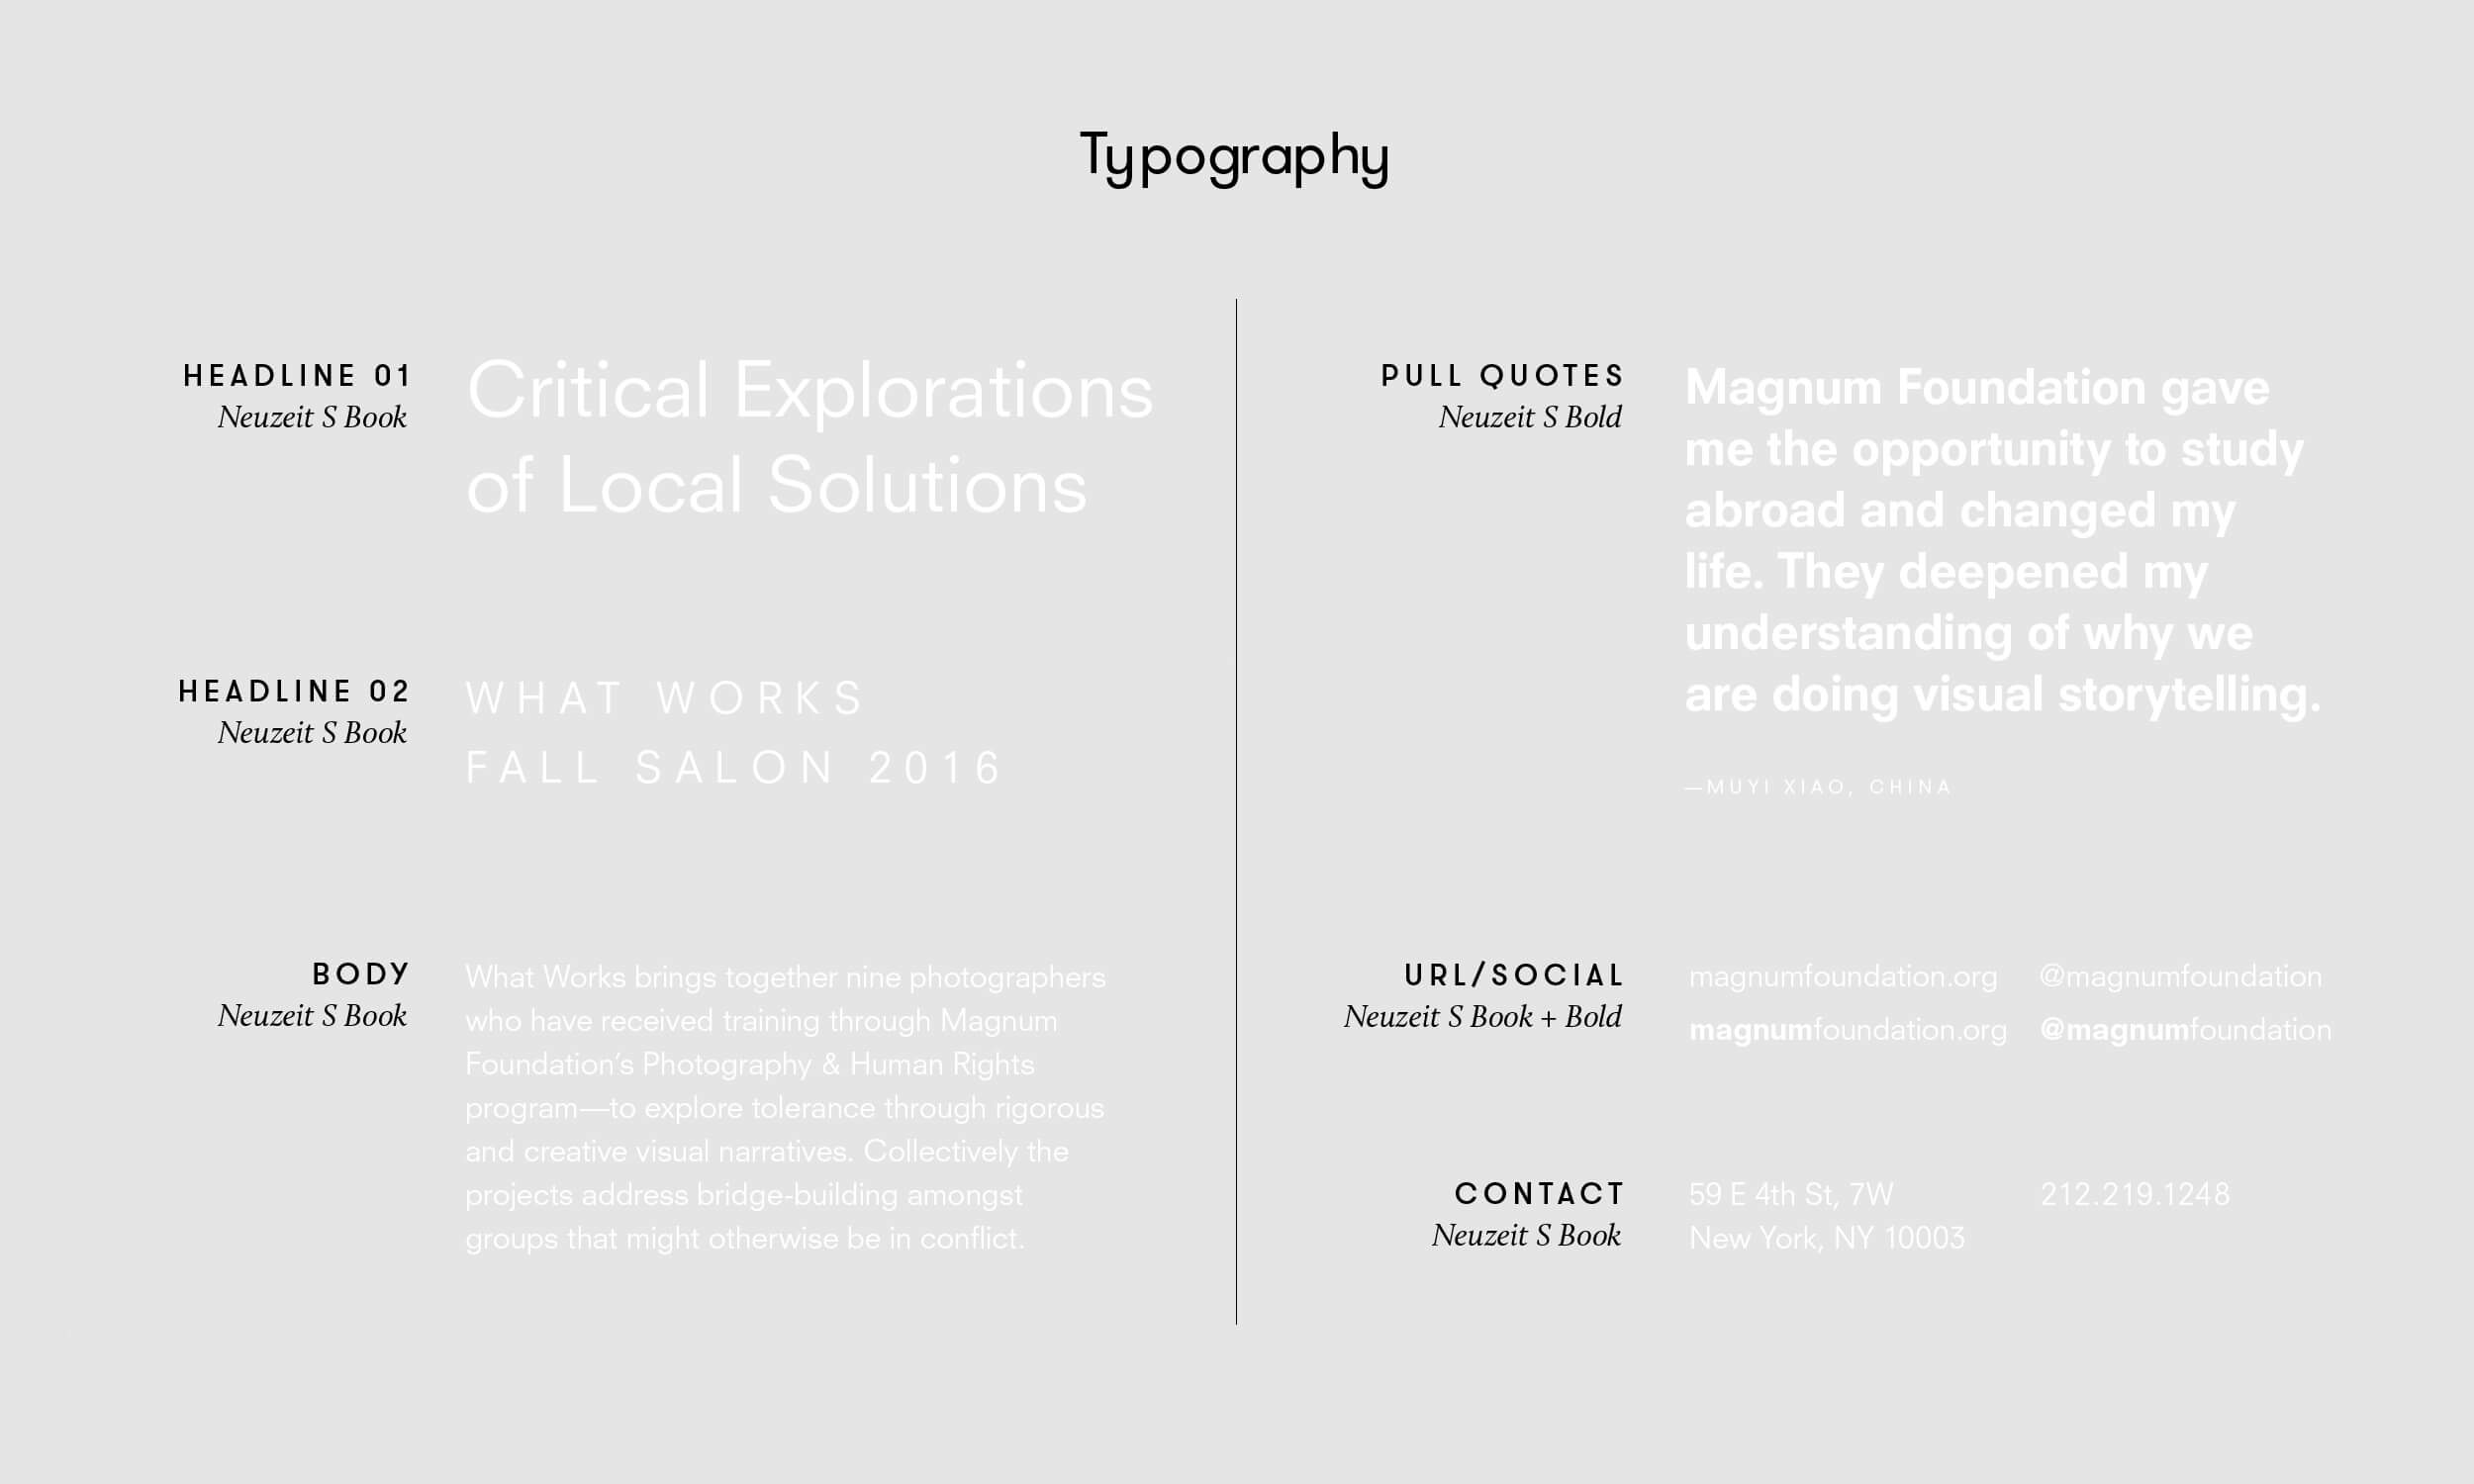 Typography
HEADLINE 01
Neuzeit S Book
Critical Explorations
of Local Solutions
HEADLINE 02
Neuzeit S Book
WHAT WORKS
FALL SALON 2016
BODY
Neuzeit S Book
What Works brings together nine photographers
who have received training through Magnum
Foundation’s Photography & Human Rights
program—to explore tolerance through rigorous
and creative visual narratives. Collectively the
projects address bridge-building amongst
groups that might otherwise be in conflict.
PULL QUOTES
Neuzeit S Bold
Magnum Foundation gave
me the opportunity to study
abroad and changed my
life. They deepened my
understanding of why we
are doing visual storytelling.
—MUYI XIAO, CHINA
URL/SOCIAL
Neuzeit S Book + Bold
magnumfoundation.org @magnumfoundation
magnumfoundation.org @magnumfoundation
CONTACT
Neuzeit S Book
59 E 4th St, 7W 212.219.1248
New York, NY 10003